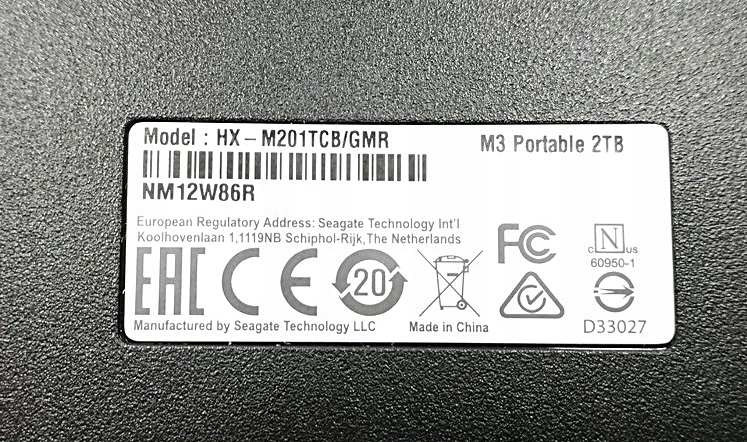 Model : HX – M201TCB/GMR
M3 Portable 2TB
NM12W86R
European Regulatory Address: Seagate Technology Int'l
Koolhovenlaan 1,1119NB Schiphol-Rijk,The Netherlands
EAC CE 20
FC
c N US
60950-1
D33027
Manufactured by Seagate Technology LLC
Made in China